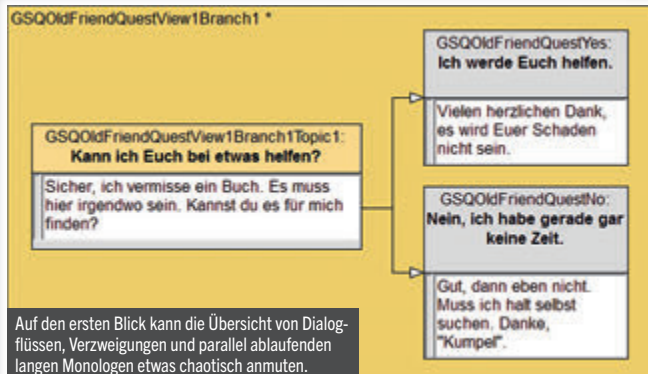 GSQOldFriendQuestView1Branch1 *
GSQOldFriendQuestView1Branch1Topic1:
Kann ich Euch bei etwas helfen?
Sicher, ich vermisse ein Buch. Es muss
hier irgendwo sein. Kannst du es für mich
finden?
GSQOldFriendQuestYes:
Ich werde Euch helfen.
Vielen herzlichen Dank,
es wird Euer Schaden
nicht sein.
GSQOldFriendQuestNo:
Nein, ich habe gerade gar
keine Zeit.
Gut, dann eben nicht.
Muss ich halt selbst
suchen. Danke,
"Kumpel".
Auf den ersten Blick kann die Übersicht von Dialog-
flüssen, Verzweigungen und parallel ablaufenden
langen Monologen etwas chaotisch anmuten.